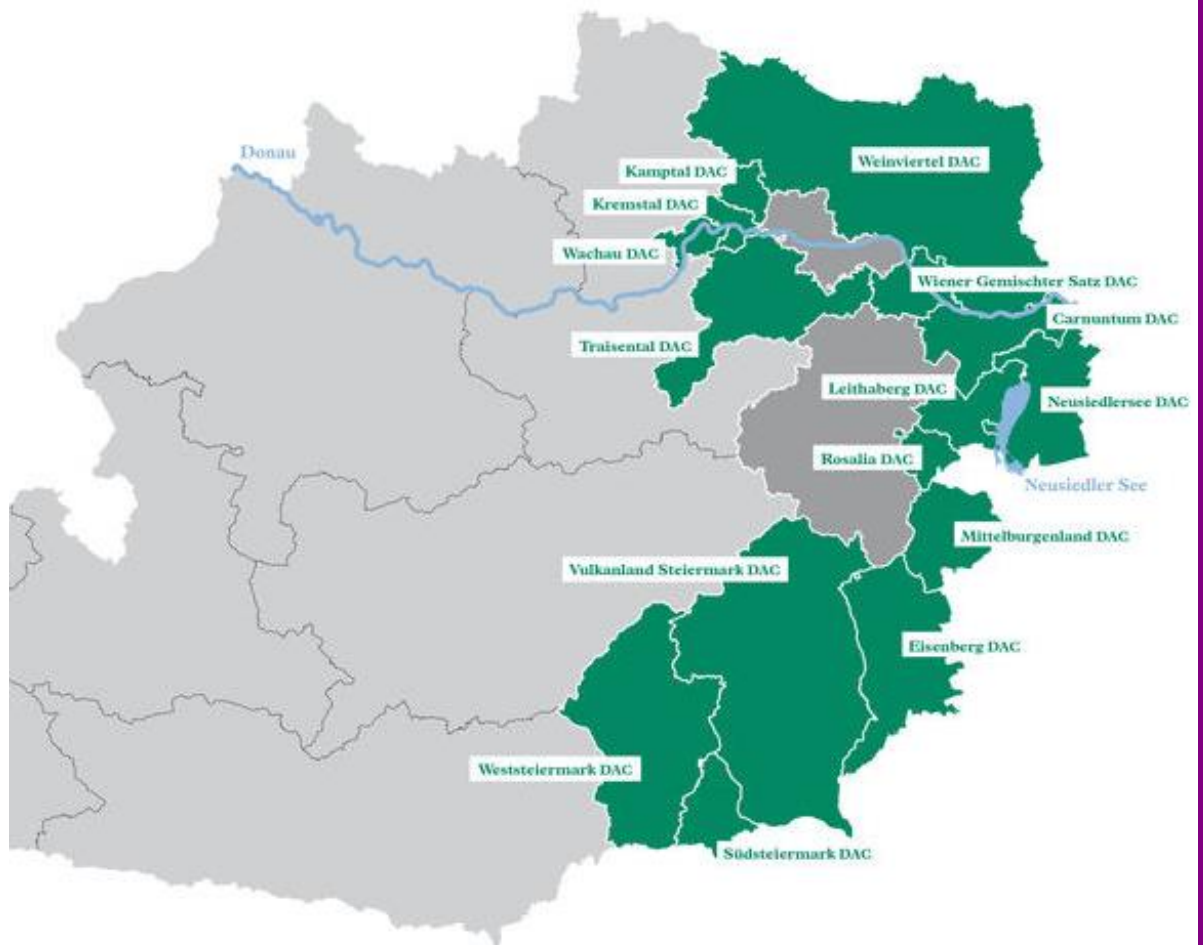 Donau
Weinviertel DAC
Kamptal DAC
Kremstal DAC
Wachau DAC
Wiener Gemischter Satz DAC
Carnuntum DAC
Traisental DAC
Leithaberg DAC
Neusiedlersee DAC
Rosalia DAC
Neusiedler See
Mittelburgenland DAC
Vulkanland Steiermark DAC
Eisenberg DAC
Weststeiermark DAC
Südsteiermark DAC